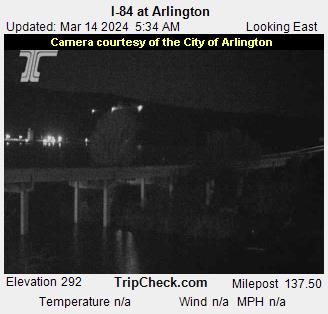 I-84 at Arlington
Updated: Mar 14 2024 5:34 AM Looking East
Camera courtesy of the City of Arlington
Elevation 292 TripCheck.com Milepost 137.50
Temperature n/a Wind n/a MPH n/a